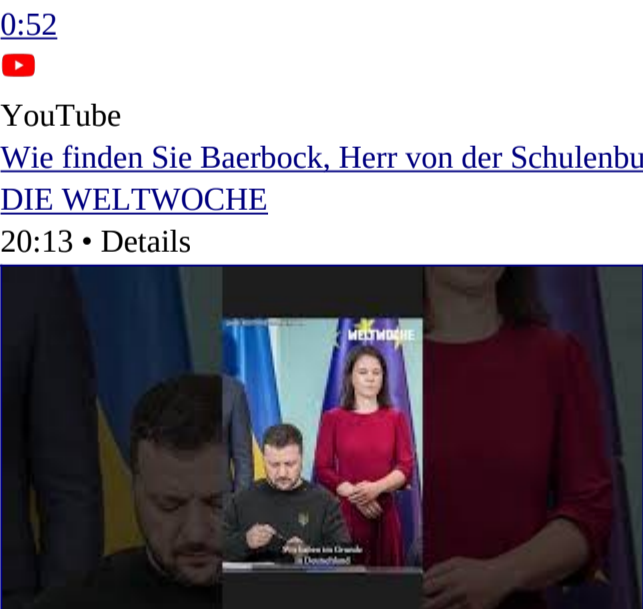 0:52
YouTube
Wie finden Sie Baerbock, Herr von der Schulenbu
DIE WELTWOCHE
20:13 • Details
WELTWOCHE
Wir haben im Grunde
in Deutschland